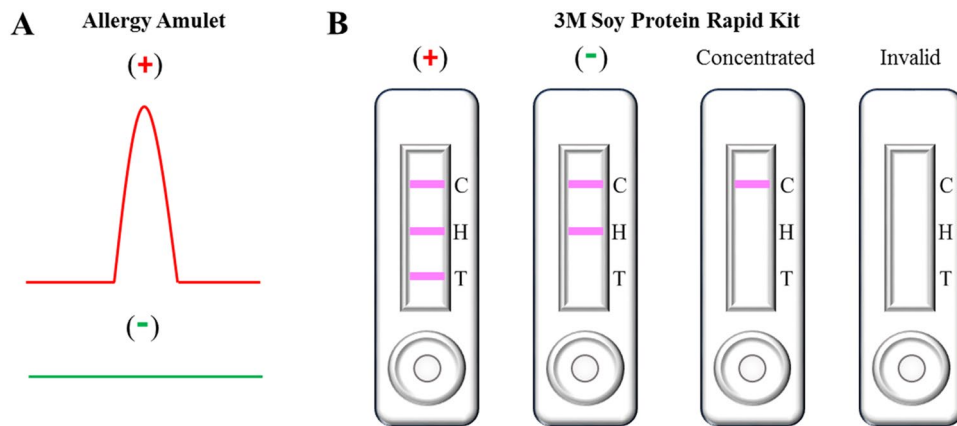 A
Allergy Amulet
(+)
(-)
B
3M Soy Protein Rapid Kit
(+)
(-)
Concentrated
Invalid
C
H
T
C
H
T
C
H
T
C
H
T